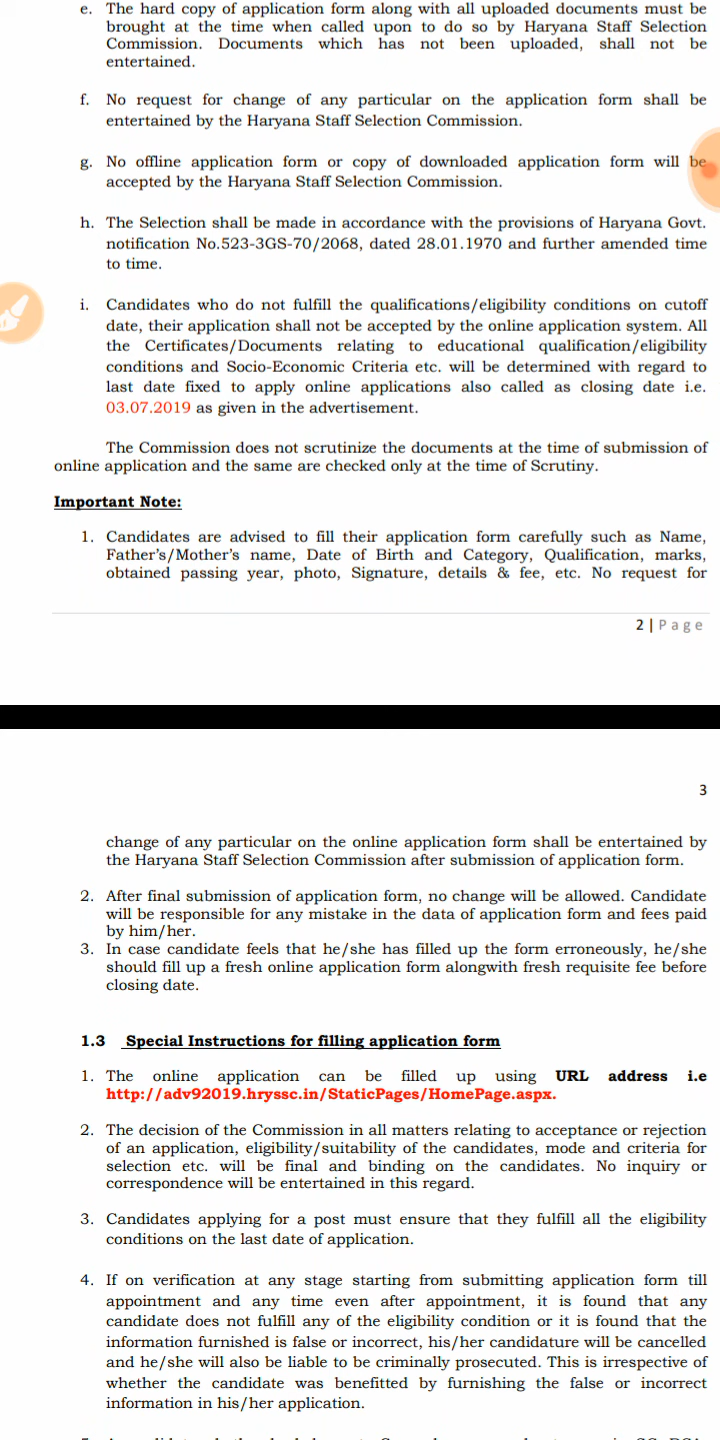 e. The hard copy of application form along with all uploaded documents must be
brought at the time when called upon to do so by Haryana Staff Selection
Commission. Documents which has not been uploaded, shall not be
entertained.
f. No request for change of any particular on the application form shall be
entertained by the Haryana Staff Selection Commission.
g. No offline application form or copy of downloaded application form will be
accepted by the Haryana Staff Selection Commission.
h. The Selection shall be made in accordance with the provisions of Haryana Govt.
notification No.523-3GS-70/2068, dated 28.01.1970 and further amended time
to time.
i. Candidates who do not fulfill the qualifications/eligibility conditions on cutoff
date, their application shall not be accepted by the online application system. All
the Certificates/Documents relating to educational qualification/eligibility
conditions and Socio-Economic Criteria etc. will be determined with regard to
last date fixed to apply online applications also called as closing date i.e.
03.07.2019 as given in the advertisement.
The Commission does not scrutinize the documents at the time of submission of
online application and the same are checked only at the time of Scrutiny.
Important Note:
1. Candidates are advised to fill their application form carefully such as Name,
Father's/Mother's name, Date of Birth and Category, Qualification, marks,
obtained passing year, photo, Signature, details & fee, etc. No request for
2 | P a g e
3
change of any particular on the online application form shall be entertained by
the Haryana Staff Selection Commission after submission of application form.
2. After final submission of application form, no change will be allowed. Candidate
will be responsible for any mistake in the data of application form and fees paid
by him/her.
3. In case candidate feels that he/she has filled up the form erroneously, he/she
should fill up a fresh online application form alongwith fresh requisite fee before
closing date.
1.3 Special Instructions for filling application form
1. The online application can be filled up using URL address i.e
http://adv92019.hryssc.in/StaticPages/HomePage.aspx.
2. The decision of the Commission in all matters relating to acceptance or rejection
of an application, eligibility/suitability of the candidates, mode and criteria for
selection etc. will be final and binding on the candidates. No inquiry or
correspondence will be entertained in this regard.
3. Candidates applying for a post must ensure that they fulfill all the eligibility
conditions on the last date of application.
4. If on verification at any stage starting from submitting application form till
appointment and any time even after appointment, it is found that any
candidate does not fulfill any of the eligibility condition or it is found that the
information furnished is false or incorrect, his/her candidature will be cancelled
and he/she will also be liable to be criminally prosecuted. This is irrespective of
whether the candidate was benefitted by furnishing the false or incorrect
information in his/her application.